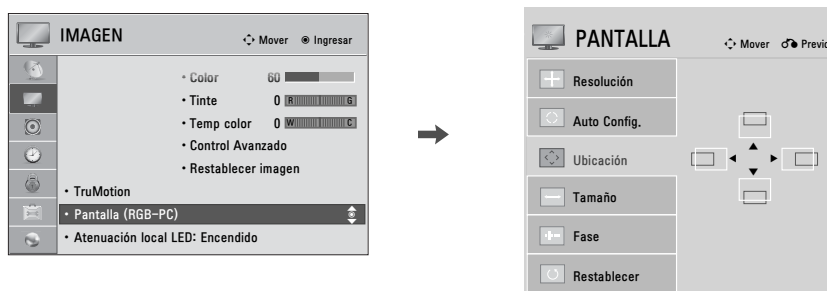 IMAGEN
Mover
Ingresar
• Color 60
• Tinte 0 R G
• Temp color 0 W C
• Control Avanzado
• Restablecer imagen
• TruMotion
• Pantalla (RGB-PC)
• Atenuación local LED: Encendido
PANTALLA
Mover
Previo
Resolución
Auto Config.
Ubicación
Tamaño
Fase
Restablecer